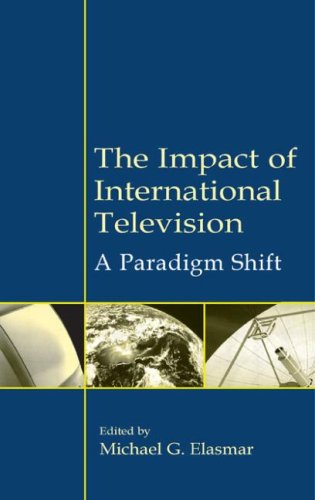 The Impact of
International
Television
A Paradigm Shift
Edited by
Michael G. Elasmar